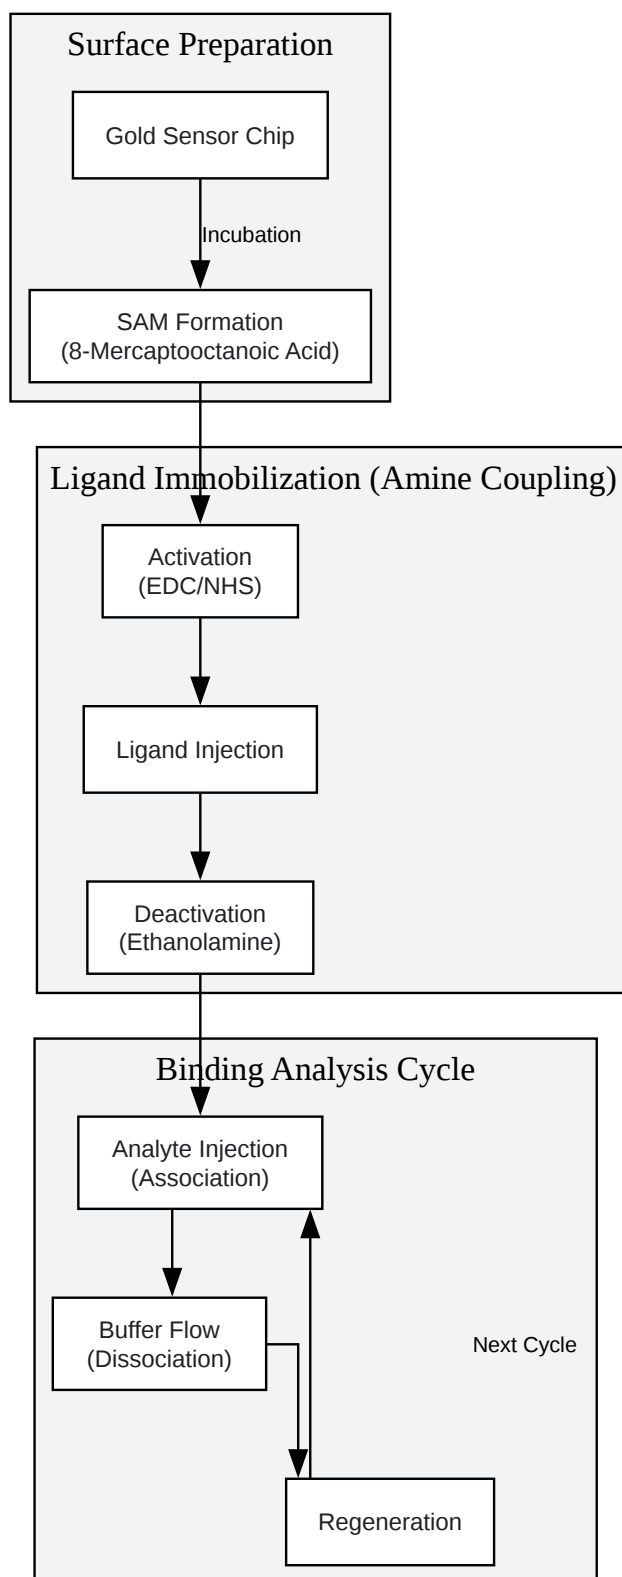 Surface Preparation
Gold Sensor Chip
Incubation
SAM Formation
(8-Mercaptooctanoic Acid)
Ligand Immobilization (Amine Coupling)
Activation
(EDC/NHS)
Ligand Injection
Deactivation
(Ethanolamine)
Binding Analysis Cycle
Analyte Injection
(Association)
Buffer Flow
(Dissociation)
Next Cycle
Regeneration